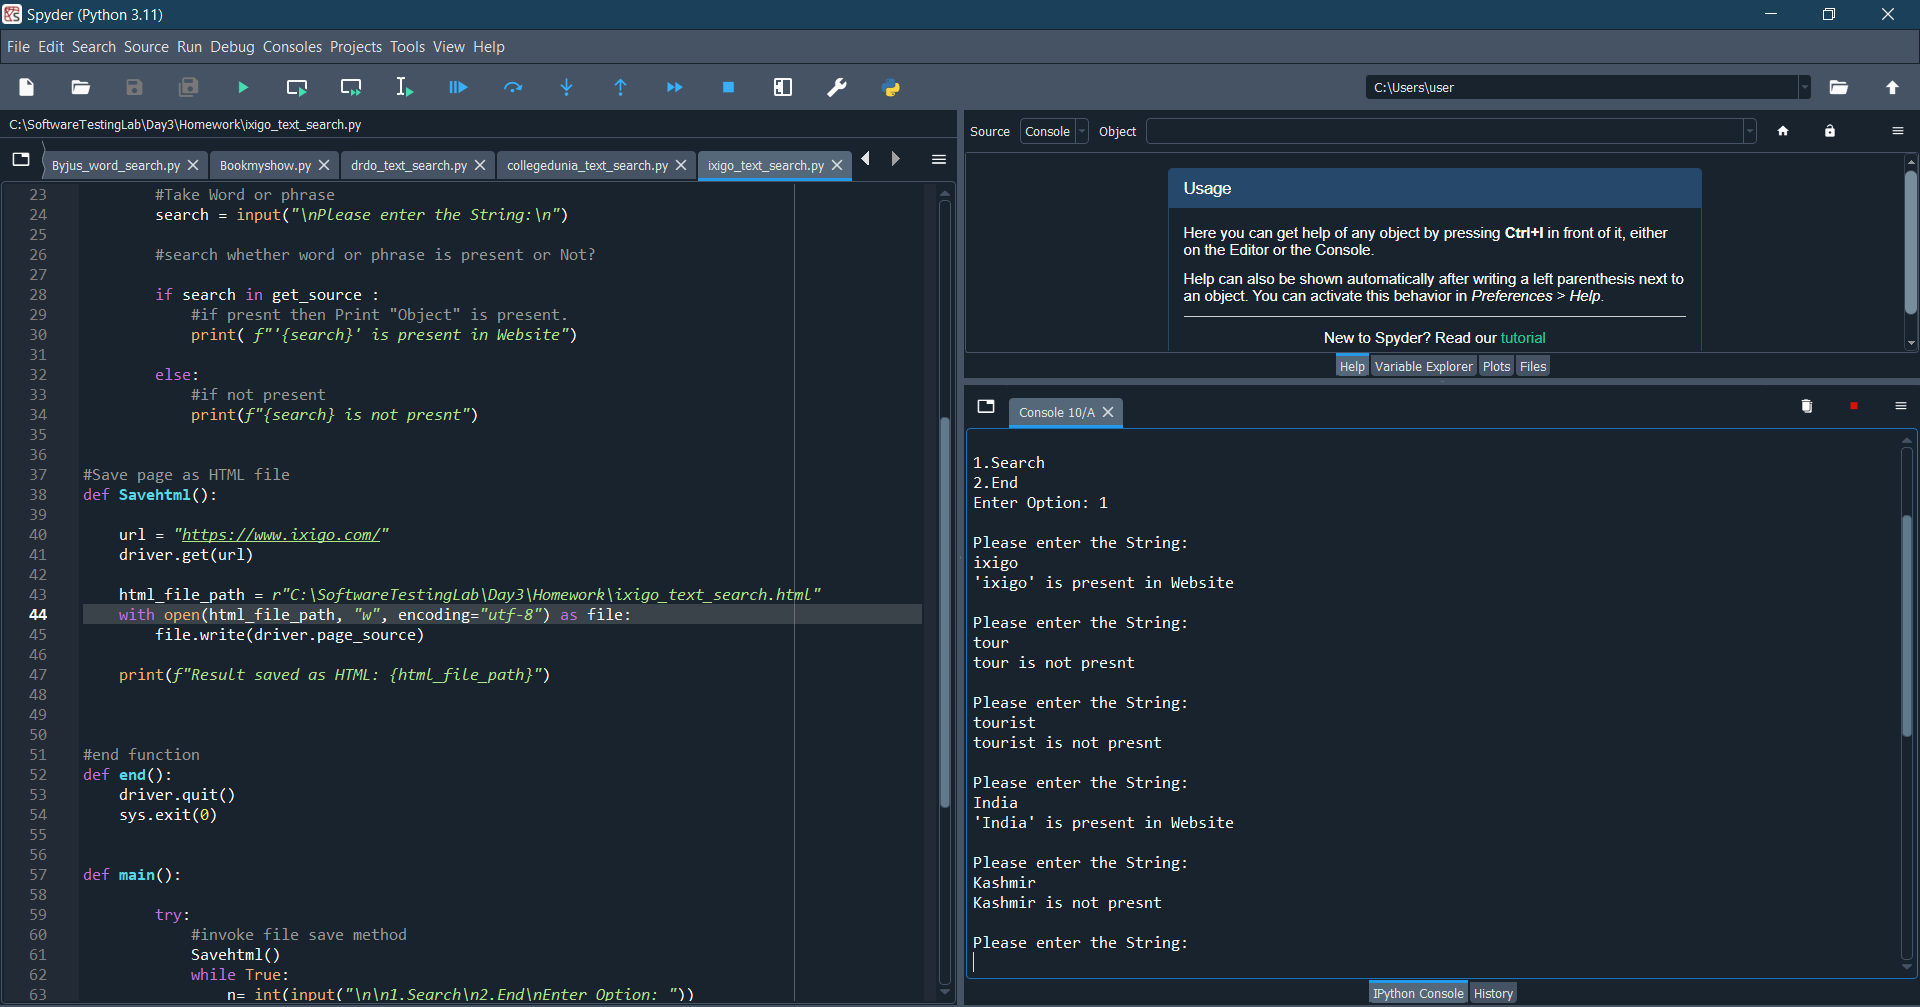 Spyder (Python 3.11)
File Edit Search Source Run Debug Consoles Projects Tools View Help
C:\Users\user
C:\SoftwareTestingLab\Day3\Homework\ixigo_text_search.py
Byjus_word_search.py Bookmyshow.py drdo_text_search.py collegedunia_text_search.py ixigo_text_search.py
23 #Take Word or phrase
24 search = input("\nPlease enter the String:\n")
25
26 #search whether word or phrase is present or Not?
27
28 if search in get_source :
29 #if presnt then Print "Object" is present.
30 print( f"'{search}' is present in Website")
31
32 else:
33 #if not present
34 print(f"{search} is not presnt")
35
36
37 #Save page as HTML file
38 def Savehtml():
39
40 url = "https://www.ixigo.com/"
41 driver.get(url)
42
43 html_file_path = r"C:\SoftwareTestingLab\Day3\Homework\ixigo_text_search.html"
44 with open(html_file_path, "w", encoding="utf-8") as file:
45 file.write(driver.page_source)
46
47 print(f"Result saved as HTML: {html_file_path}")
48
49
50
51 #end function
52 def end():
53 driver.quit()
54 sys.exit(0)
55
56
57 def main():
58
59 try:
60 #invoke file save method
61 Savehtml()
62 while True:
63 n= int(input("\n\n1.Search\n2.End\nEnter Option: "))
Source Console Object
Usage
Here you can get help of any object by pressing Ctrl+I in front of it, either
on the Editor or the Console.
Help can also be shown automatically after writing a left parenthesis next to
an object. You can activate this behavior in Preferences > Help.
New to Spyder? Read our tutorial
Help Variable Explorer Plots Files
Console 10/A
1.Search
2.End
Enter Option: 1
Please enter the String:
ixigo
'ixigo' is present in Website
Please enter the String:
tour
tour is not presnt
Please enter the String:
tourist
tourist is not presnt
Please enter the String:
India
'India' is present in Website
Please enter the String:
Kashmir
Kashmir is not presnt
Please enter the String:
IPython Console History